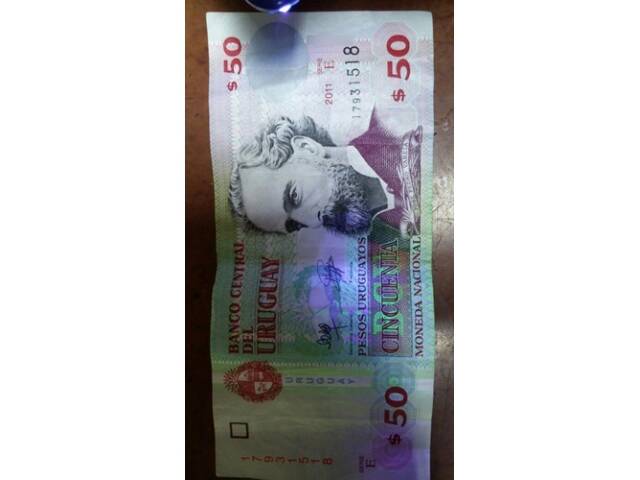 $50
SERIE
E
2011
17931518
$50
BANCO CENTRAL
DEL
URUGUAY
PESOS URUGUAYOS
CINCUENTA
MONEDA NACIONAL
URUGUAY
17931518
SERIE
E
$50